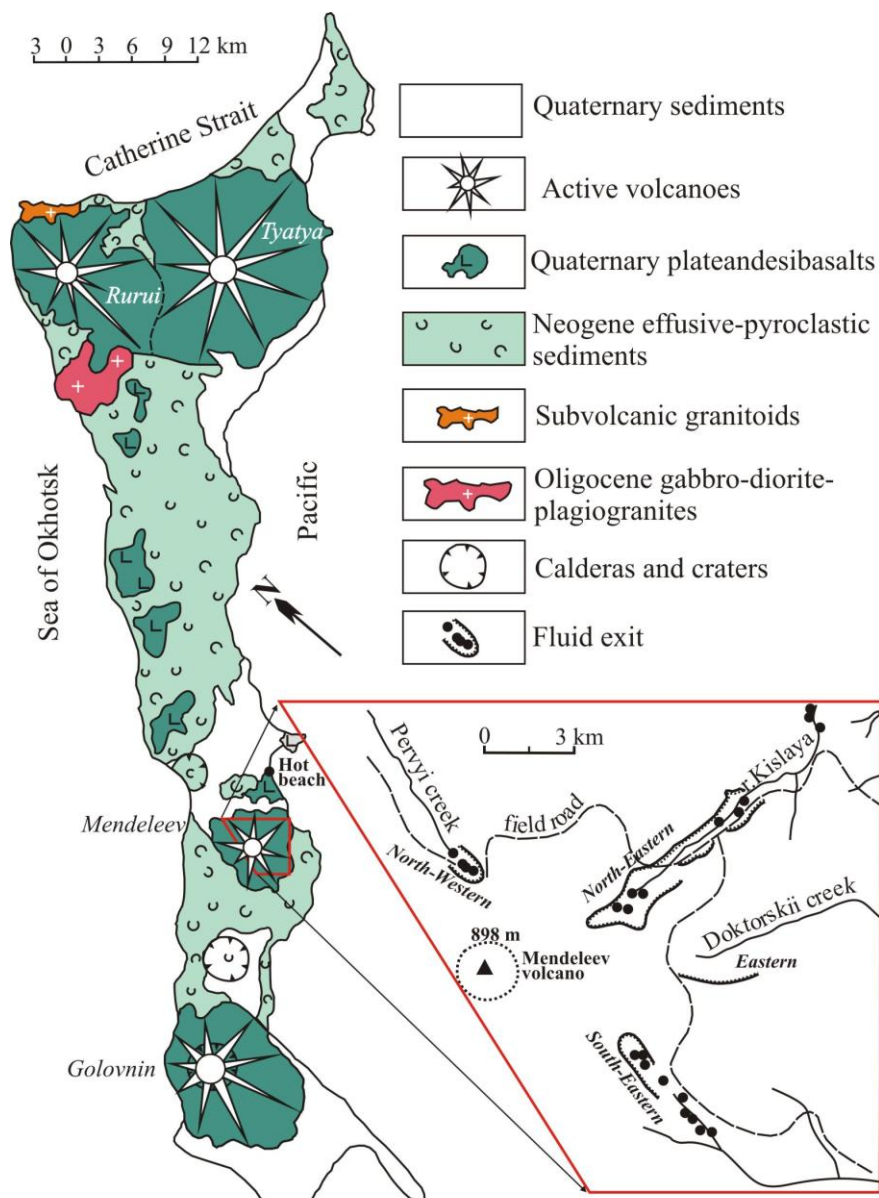 3 0 3 6 9 12 km
Catherine Strait
Tyatya
Rurui
Sea of Okhotsk
Pacific
N
Hot
beach
Mendeleev
Golovnin
Quaternary sediments
Active volcanoes
Quaternary plateandesibasalts
Neogene effusive-pyroclastic
sediments
Subvolcanic granitoids
Oligocene gabbro-diorite-
plagiogranites
Calderas and craters
Fluid exit
0 3 km
Pervyi creek
field road
r.Kislaya
North-Western
North-Eastern
Doktorskii creek
Eastern
898 m
Mendeleev
volcano
South-Eastern